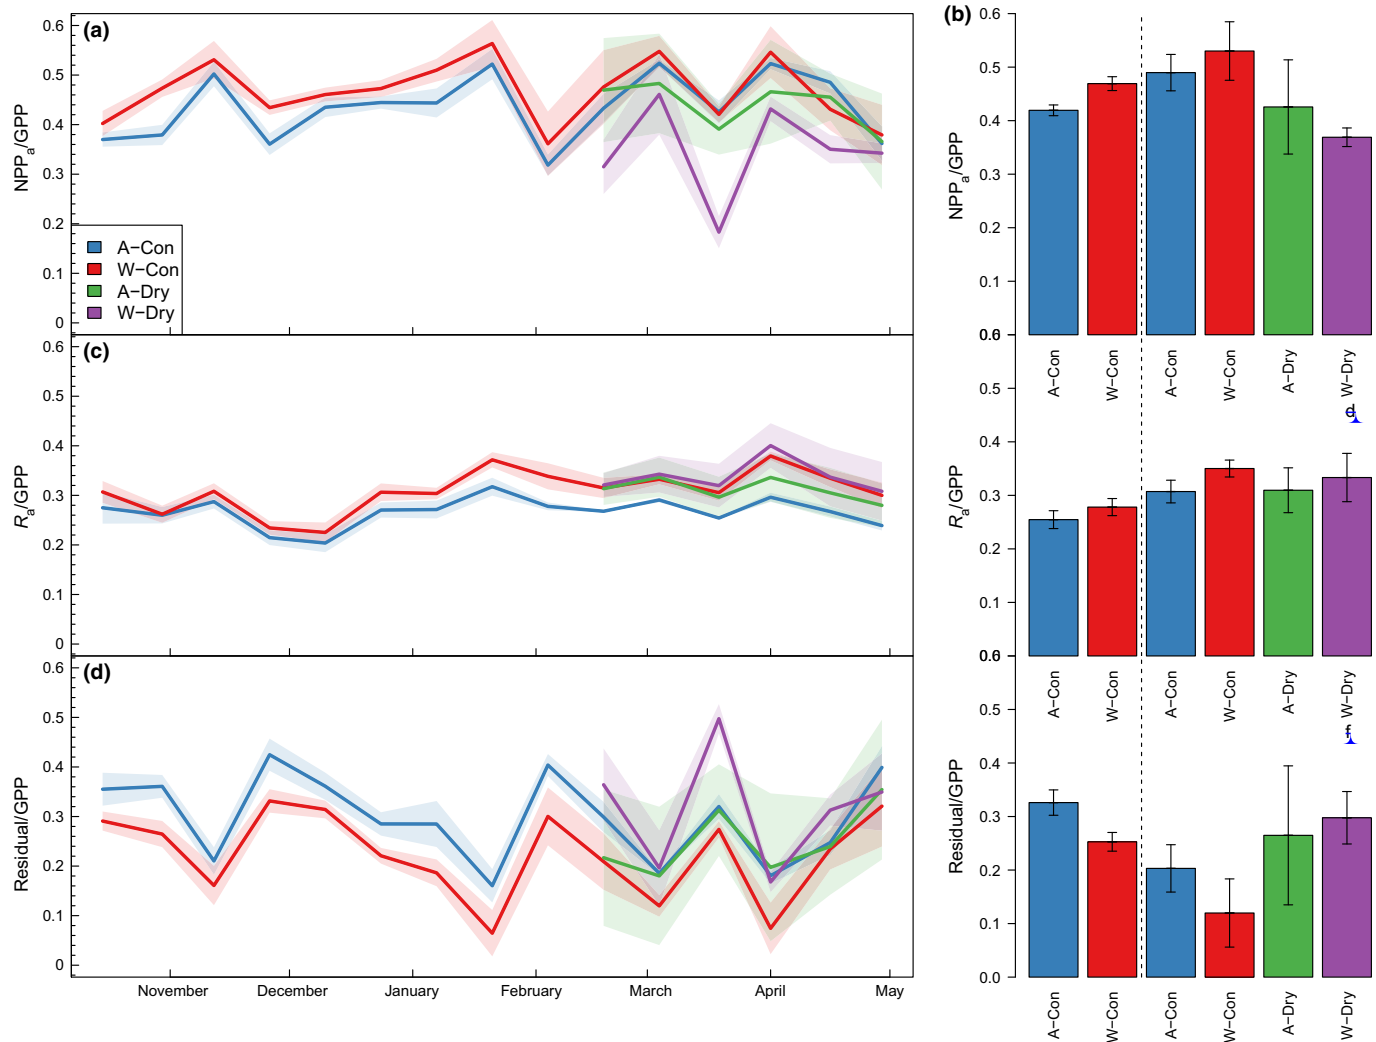 (a)
NPPa/GPP
0.6
0.5
0.4
0.3
0.2
0.1
0
A−Con
W−Con
A−Dry
W−Dry
(b)
NPPa/GPP
0.6
0.5
0.4
0.3
0.2
0.1
0.0
A−Con
W−Con
A−Con
W−Con
A−Dry
W−Dry
(c)
Ra/GPP
0.6
0.5
0.4
0.3
0.2
0.1
0
d
Ra/GPP
0.6
0.5
0.4
0.3
0.2
0.1
0.0
A−Con
W−Con
A−Con
W−Con
A−Dry
W−Dry
(d)
Residual/GPP
0.6
0.5
0.4
0.3
0.2
0.1
0
November
December
January
February
March
April
May
f
Residual/GPP
0.6
0.5
0.4
0.3
0.2
0.1
0.0
A−Con
W−Con
A−Con
W−Con
A−Dry
W−Dry